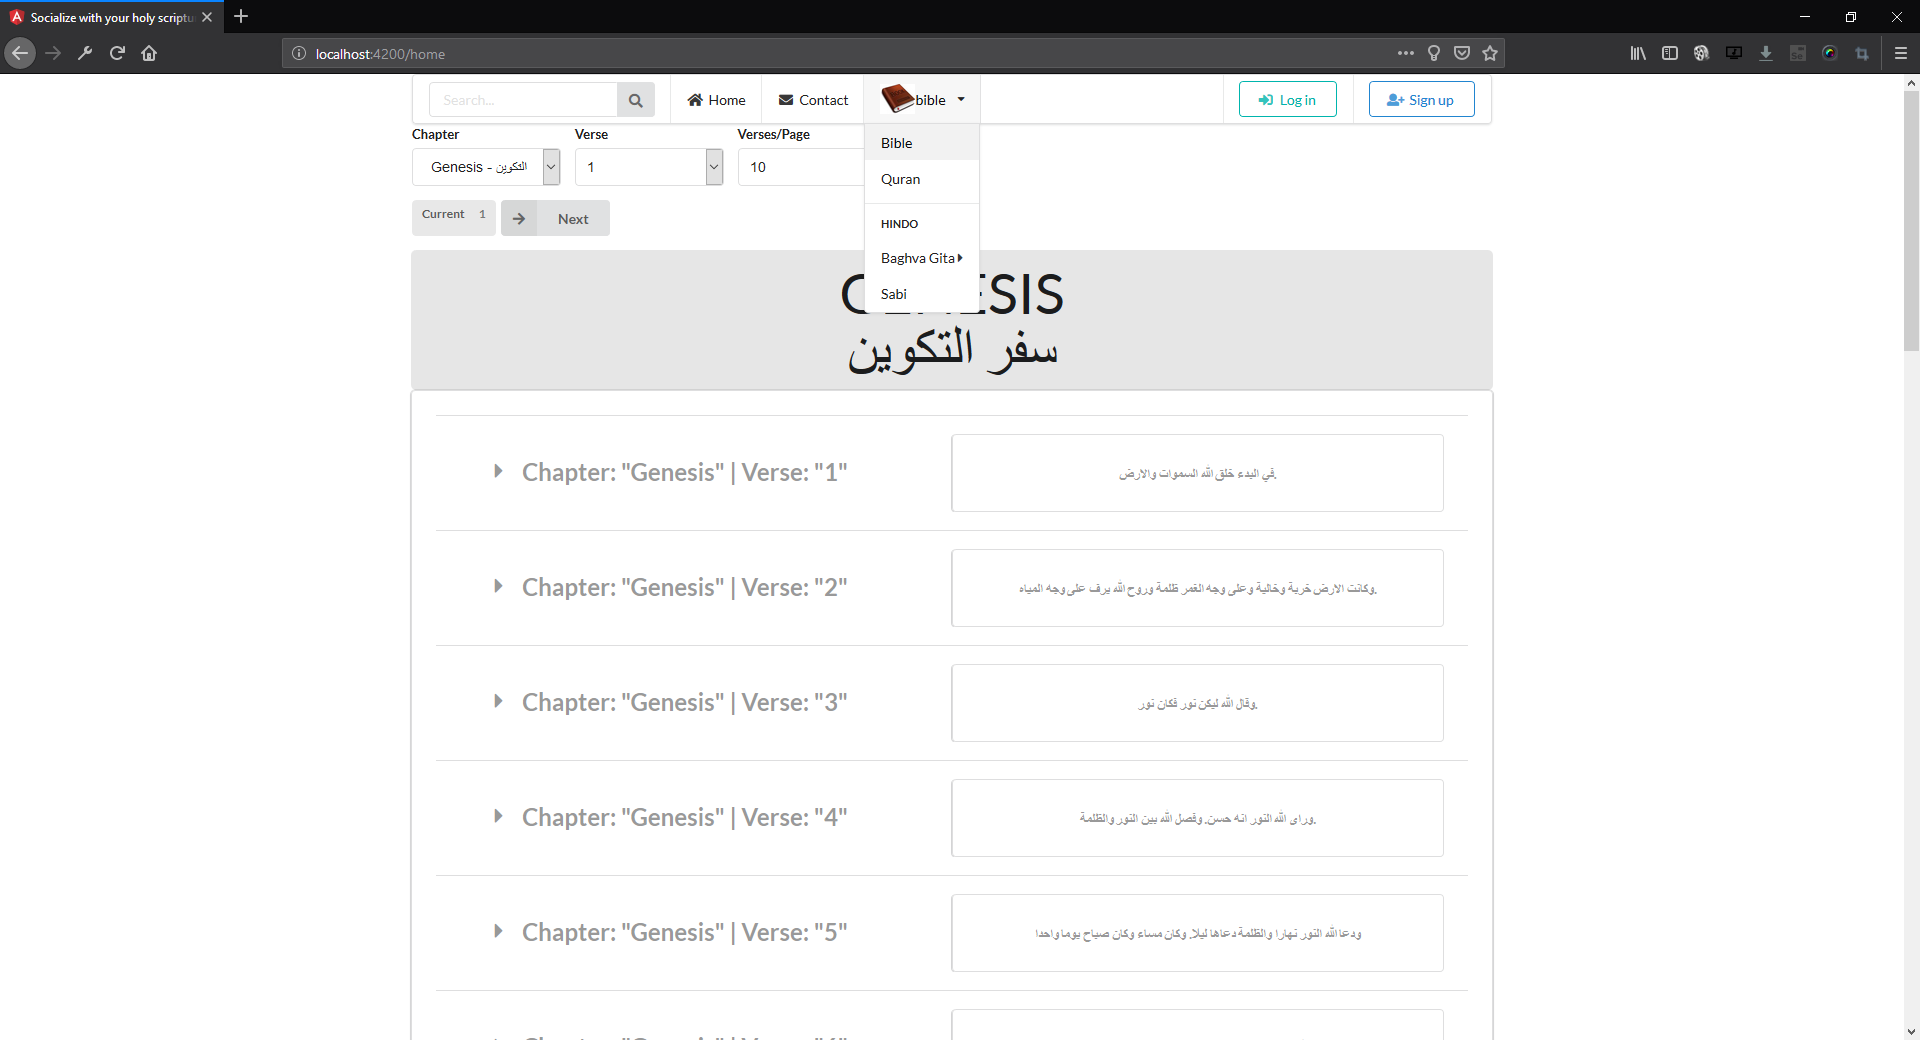 Socialize with your holy scriptu
localhost:4200/home
Search...
Home
Contact
bible
Log in
Sign up
Chapter
Verse
Verses/Page
Genesis - التكوين
1
10
Bible
Quran
HINDO
Baghva Gita
Sabi
Current 1
Next
سفر التكوين
Chapter: "Genesis" | Verse: "1"
في البدء خلق الله السموات والارض.
Chapter: "Genesis" | Verse: "2"
وكانت الارض خربة وخالية وعلى وجه الغمر ظلمة وروح الله يرف على وجه المياه.
Chapter: "Genesis" | Verse: "3"
وقال الله ليكن نور فكان نور.
Chapter: "Genesis" | Verse: "4"
وراى الله النور انه حسن. وفصل الله بين النور والظلمة.
Chapter: "Genesis" | Verse: "5"
ودعا الله النور نهارا والظلمة دعاها ليلا. وكان مساء وكان صباح يوما واحدا